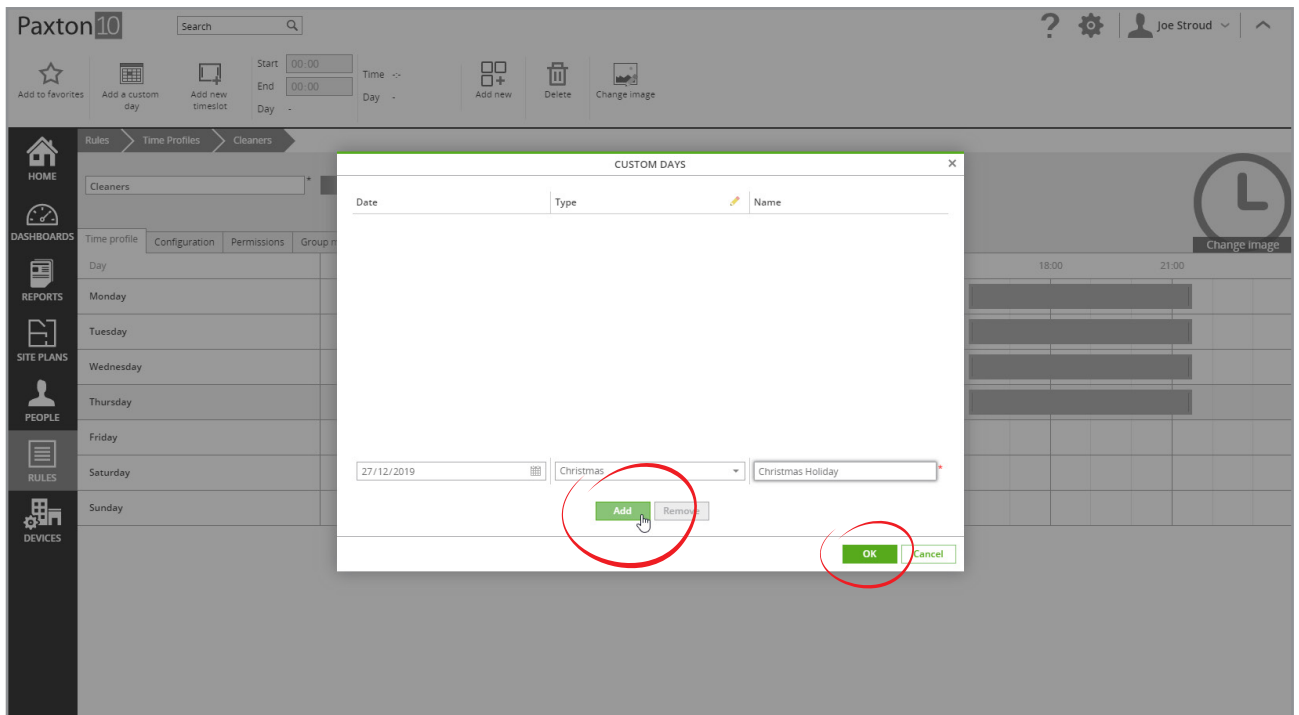 Paxton10
Search
Joe Stroud
Add to favorites
Add a custom day
Add new timeslot
Start 00:00
End 00:00
Day -
Time -:-
Day -
Add new
Delete
Change image
Rules
Time Profiles
Cleaners
HOME
DASHBOARDS
REPORTS
SITE PLANS
PEOPLE
RULES
DEVICES
Cleaners *
Change image
Time profile
Configuration
Permissions
Day
18:00
21:00
Monday
Tuesday
Wednesday
Thursday
Friday
Saturday
Sunday
CUSTOM DAYS
Date
Type
Name
27/12/2019
Christmas
Christmas Holiday *
Add
Remove
OK
Cancel